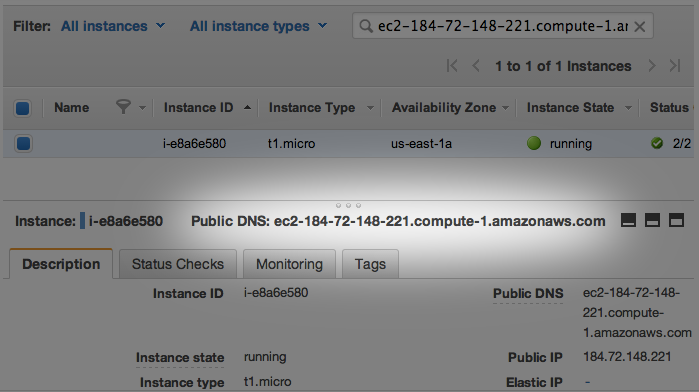 Filter: All instances All instance types ec2-184-72-148-221.compute-1.ar
1 to 1 of 1 Instances
Name Instance ID Instance Type Availability Zone Instance State Status
i-e8a6e580 t1.micro us-east-1a running 2/2
Instance: i-e8a6e580 Public DNS: ec2-184-72-148-221.compute-1.amazonaws.com
Description Status Checks Monitoring Tags
Instance ID i-e8a6e580 Public DNS ec2-184-72-148-
221.compute-
1.amazonaws.com
Instance state running Public IP 184.72.148.221
Instance type t1.micro Elastic IP -